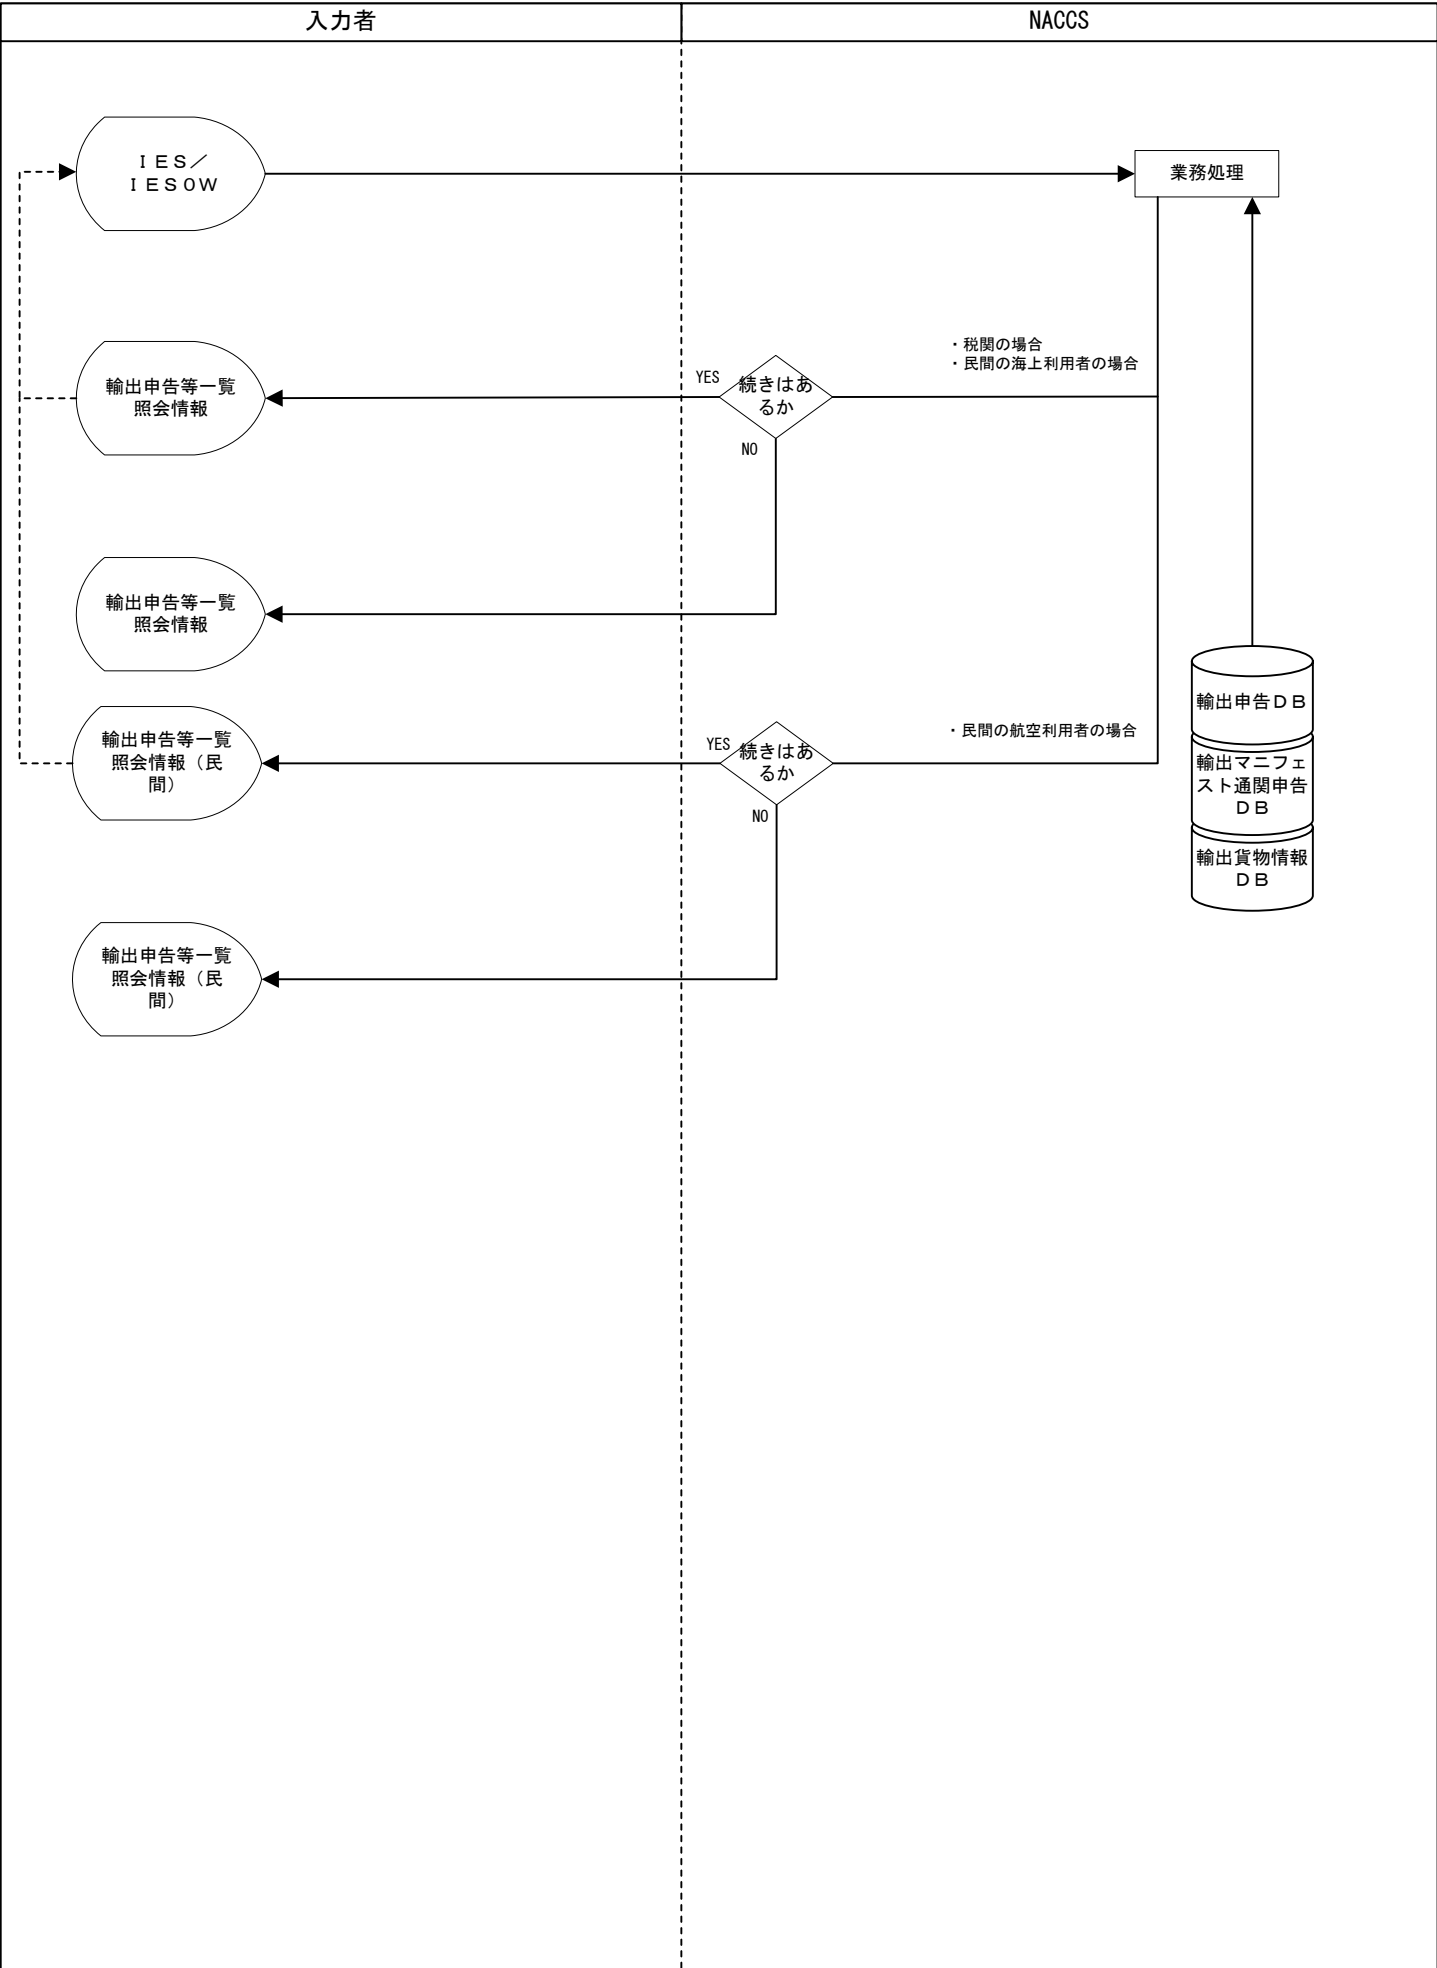 入力者
NACCS
ＩＥＳ／
ＩＥＳ０Ｗ
業務処理
・税関の場合
・民間の海上利用者の場合
輸出申告等一覧
照会情報
YES
続きはあ
るか
NO
輸出申告等一覧
照会情報
輸出申告ＤＢ
輸出マニフェ
スト通関申告
ＤＢ
輸出貨物情報
ＤＢ
・民間の航空利用者の場合
輸出申告等一覧
照会情報（民
間）
YES
続きはあ
るか
NO
輸出申告等一覧
照会情報（民
間）